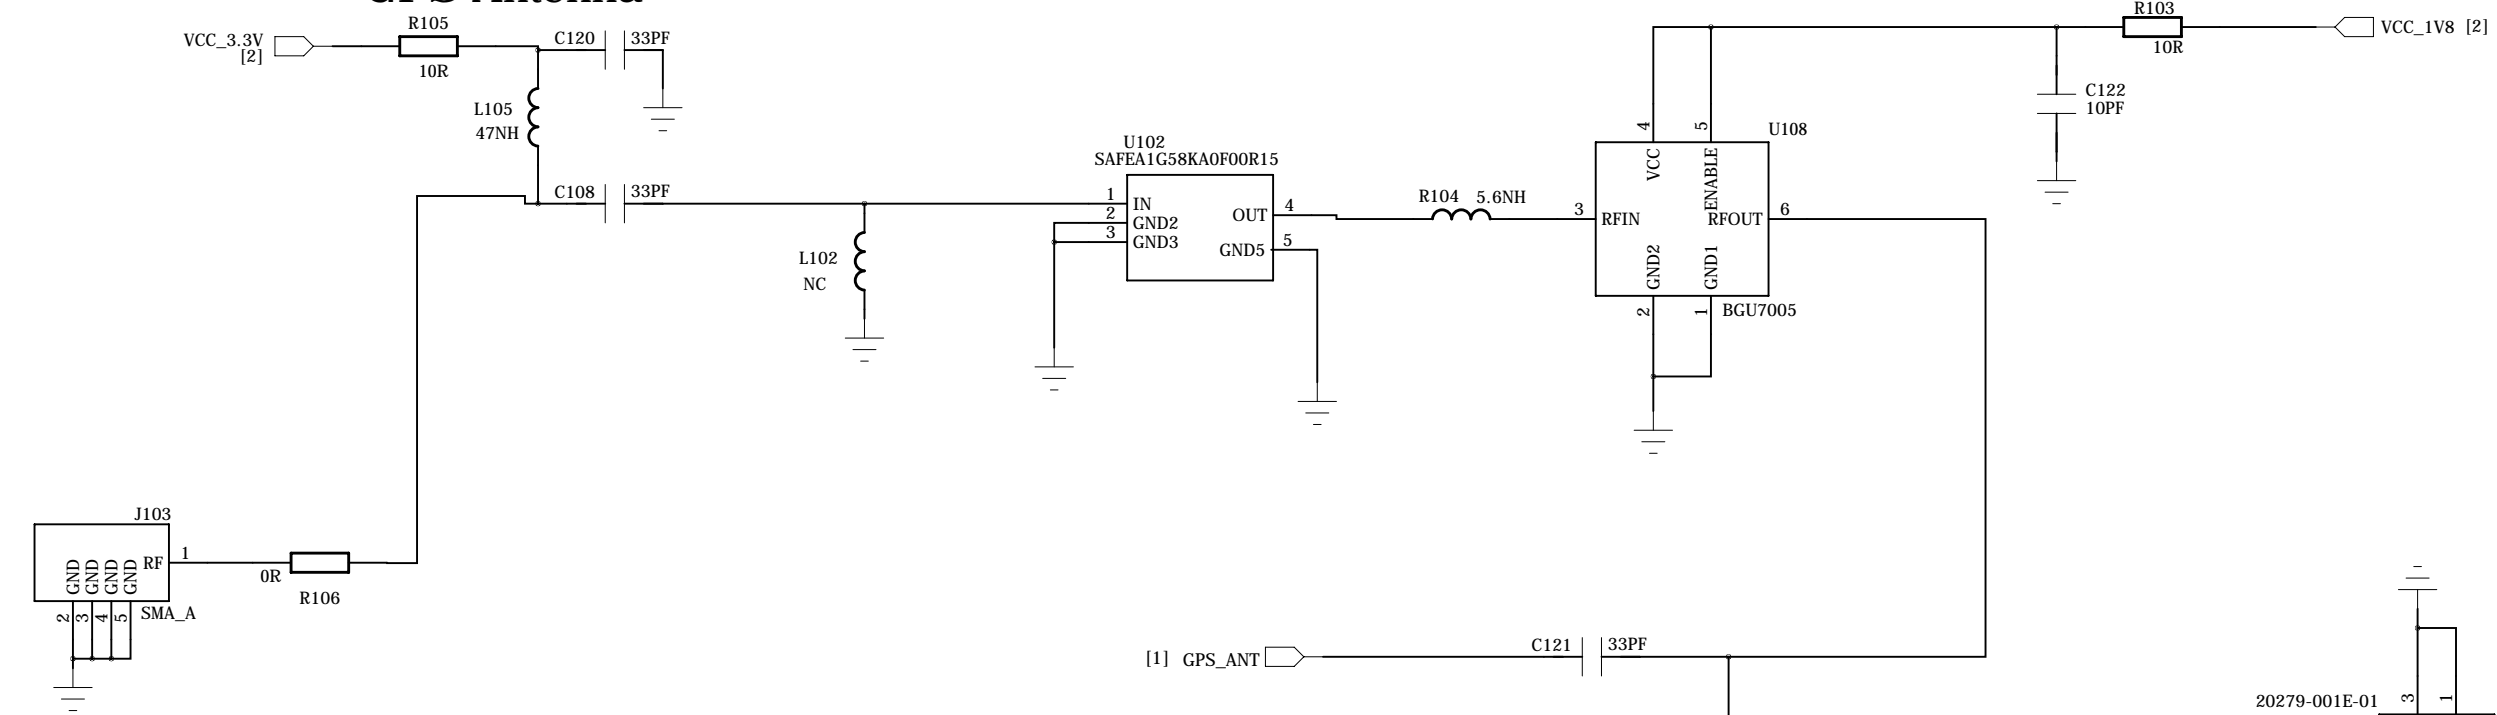 GPS Antenna
R105
VCC_3.3V
[2]
10R
C120
33PF
L105
47NH
C108
33PF
L102
NC
U102
SAFEA1G58KA0F00R15
1
IN
2
GND2
3
GND3
OUT
4
GND5
5
R104
5.6NH
3
RFIN
4
VCC
5
ENABLE
U108
RFOUT
6
GND2
GND1
2
1
BGU7005
R103
10R
VCC_1V8 [2]
C122
10PF
J103
RF
1
GND
GND
GND
GND
2
3
4
5
SMA_A
0R
R106
[1] GPS_ANT
C121
33PF
20279-001E-01
3
1